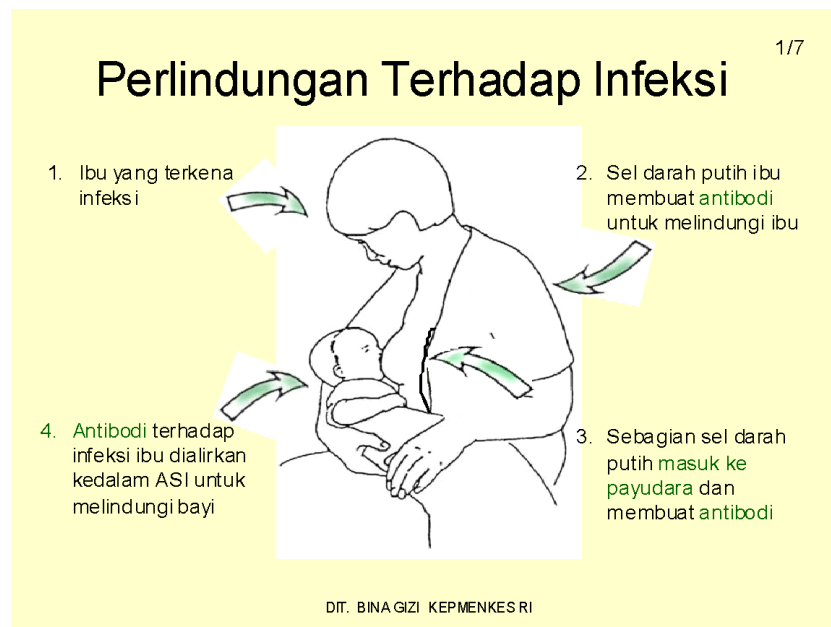 1/7
Perlindungan Terhadap Infeksi
1. Ibu yang terkena
infeksi
2. Sel darah putih ibu
membuat antibodi
untuk melindungi ibu
3. Sebagian sel darah
putih masuk ke
payudara dan
membuat antibodi
4. Antibodi terhadap
infeksi ibu dialirkan
kedalam ASI untuk
melindungi bayi
DIT. BINA GIZI KEPMENKES RI